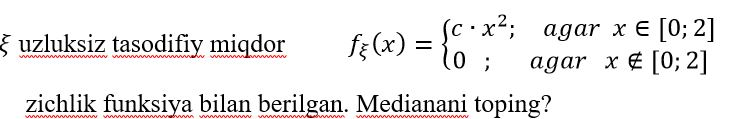 ξ uzluksiz tasodifiy miqdor f_ξ(x) = { c · x²; agar x ∈ [0; 2]
0 ; agar x ∉ [0; 2]
zichlik funksiya bilan berilgan. Medianani toping?